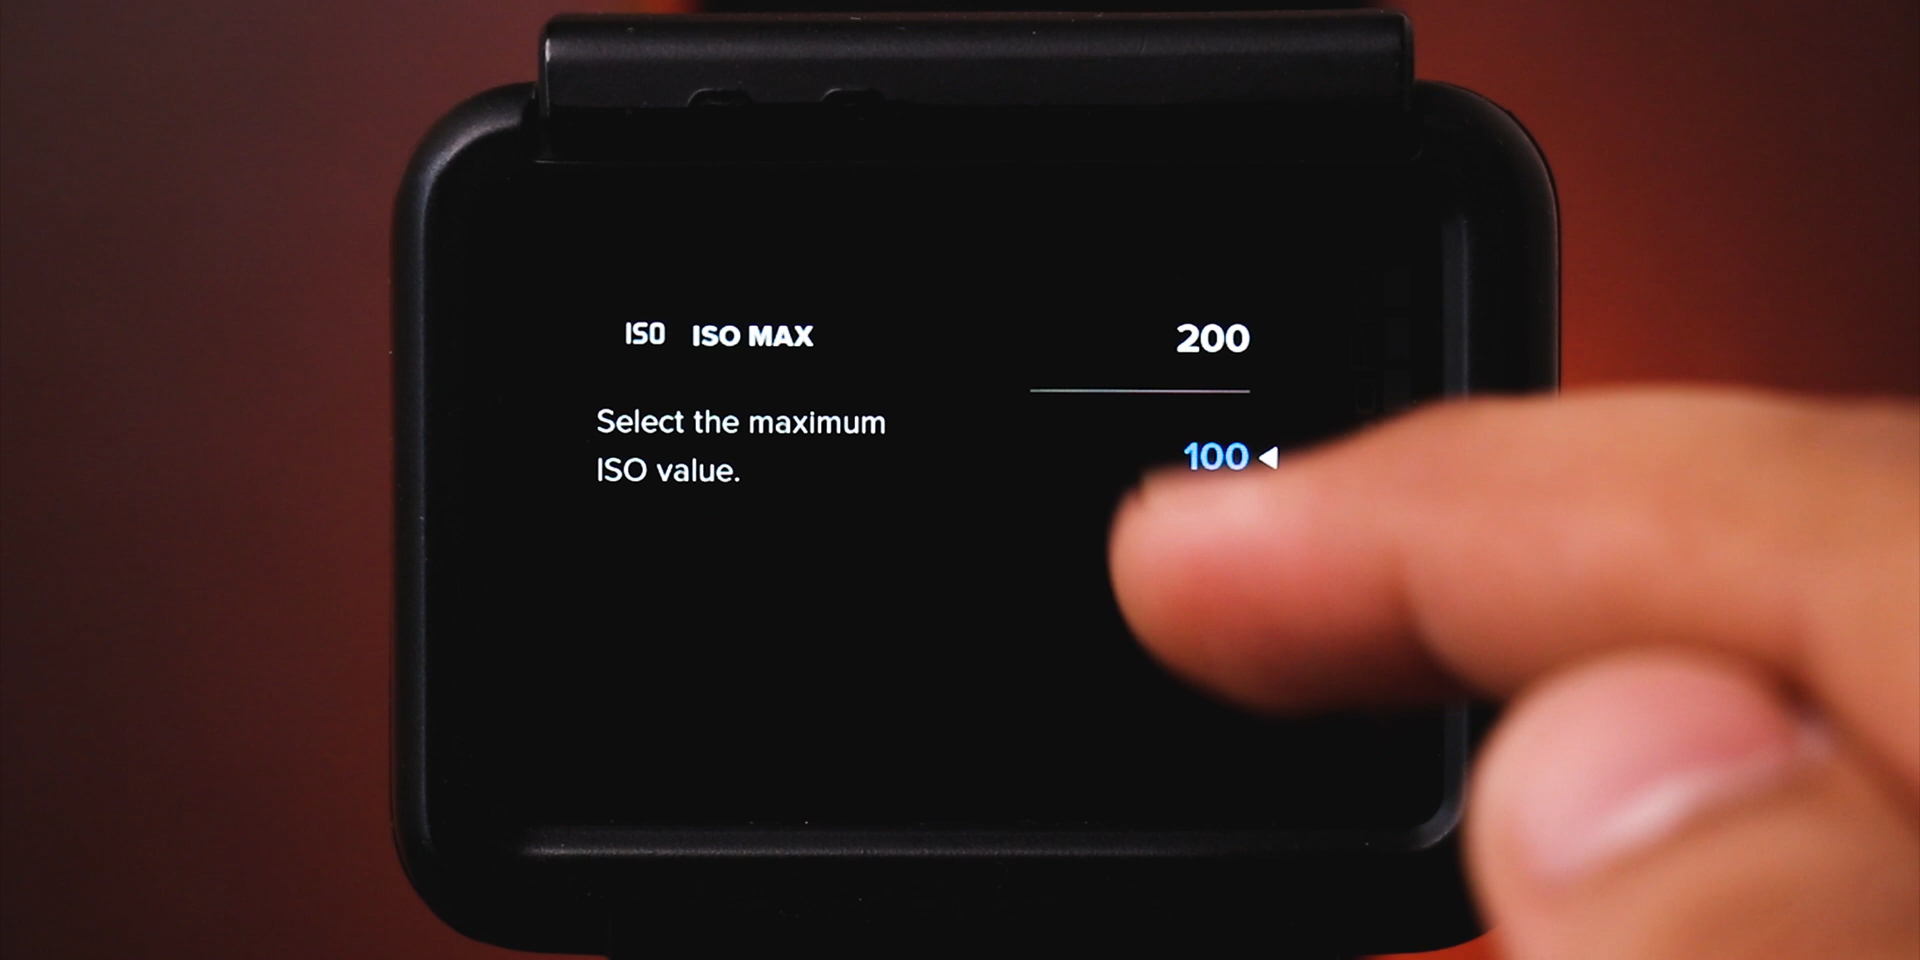 ISO ISO MAX 200
Select the maximum
100
ISO value.